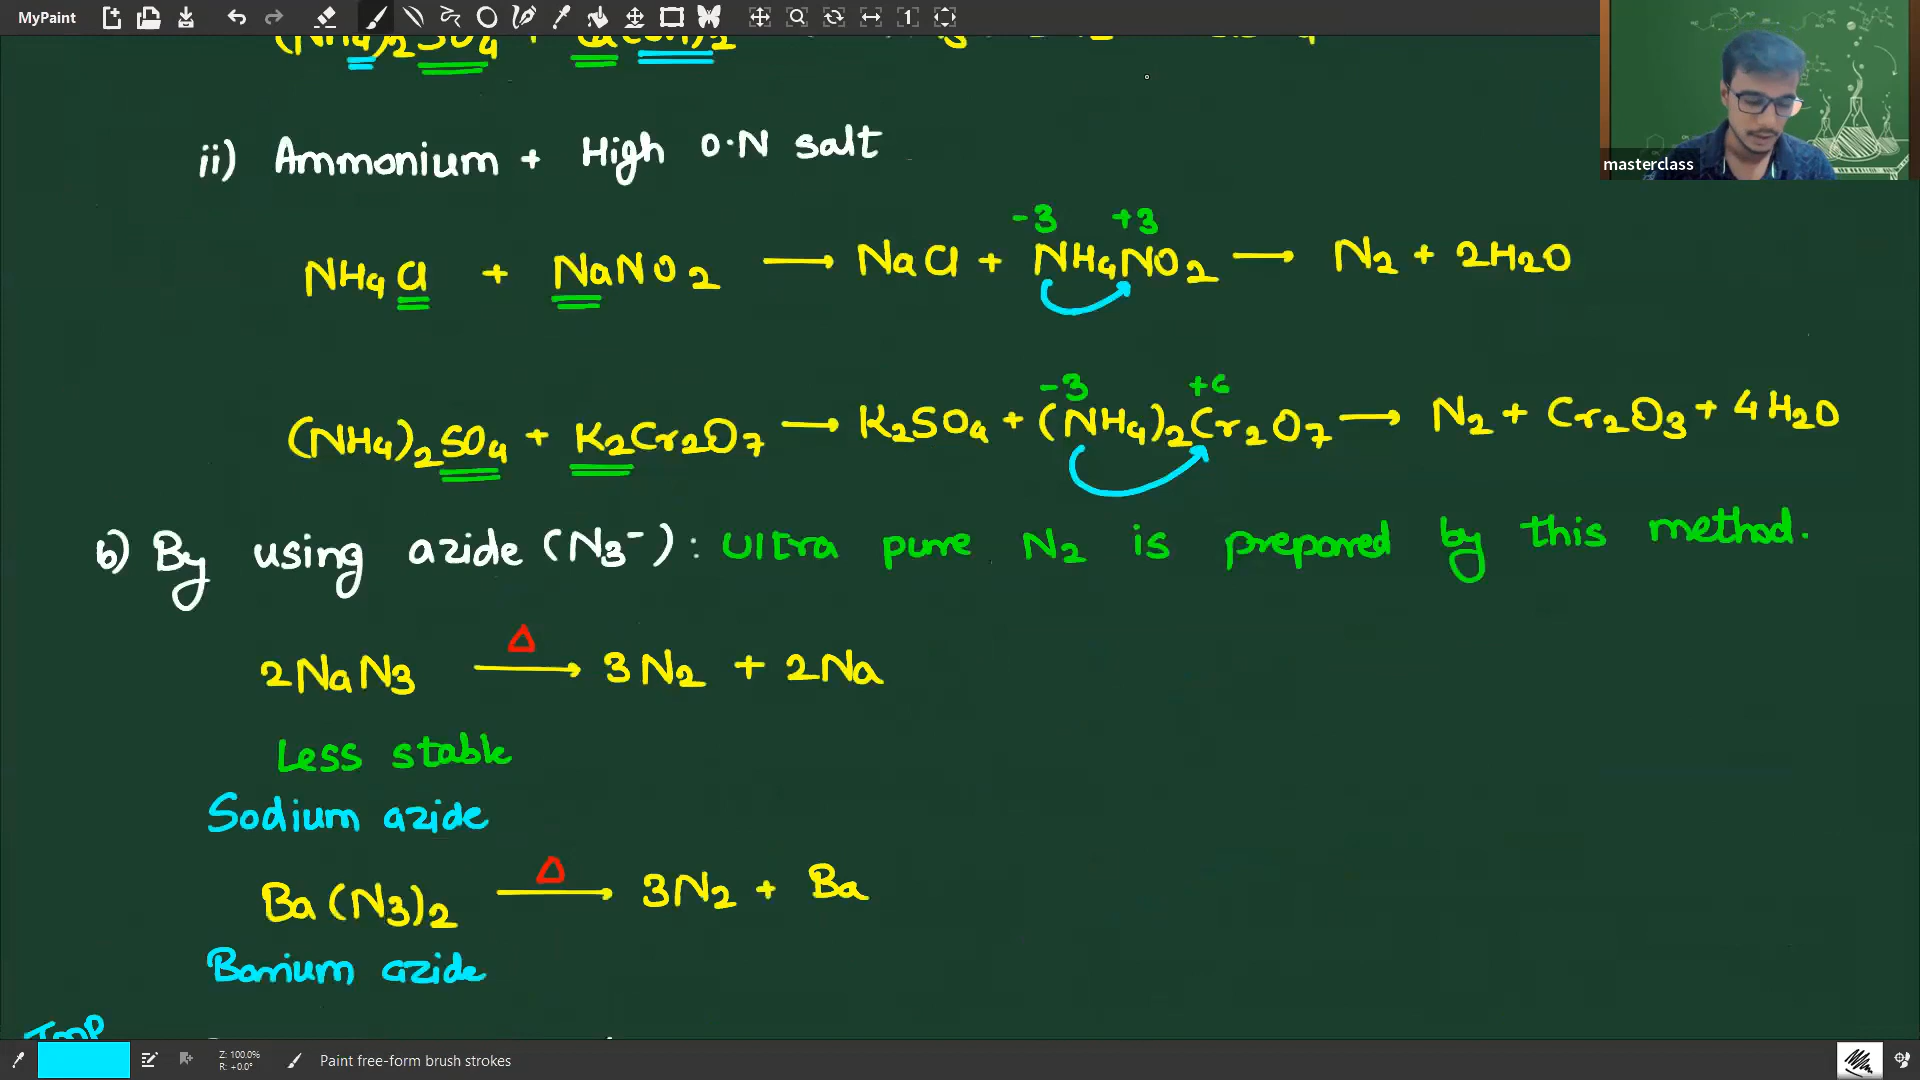 MyPaint
(NH4)2SO4 +
masterclass
ii) Ammonium + High O.N salt
-3 +3
NH4Cl + NaNO2 ⟶ NaCl + NH4NO2 ⟶ N2 + 2H2O
-3 +6
(NH4)2SO4 + K2Cr2O7 ⟶ K2SO4 + (NH4)2Cr2O7 ⟶ N2 + Cr2O3 + 4H2O
b) By using azide (N3-): Ultra pure N2 is prepared by this method.
Δ
2NaN3 ⟶ 3N2 + 2Na
Less stable
Sodium azide
Δ
Ba(N3)2 ⟶ 3N2 + Ba
Barium azide
Imp
Z: 100.0%
R: +0.0°
Paint free-form brush strokes